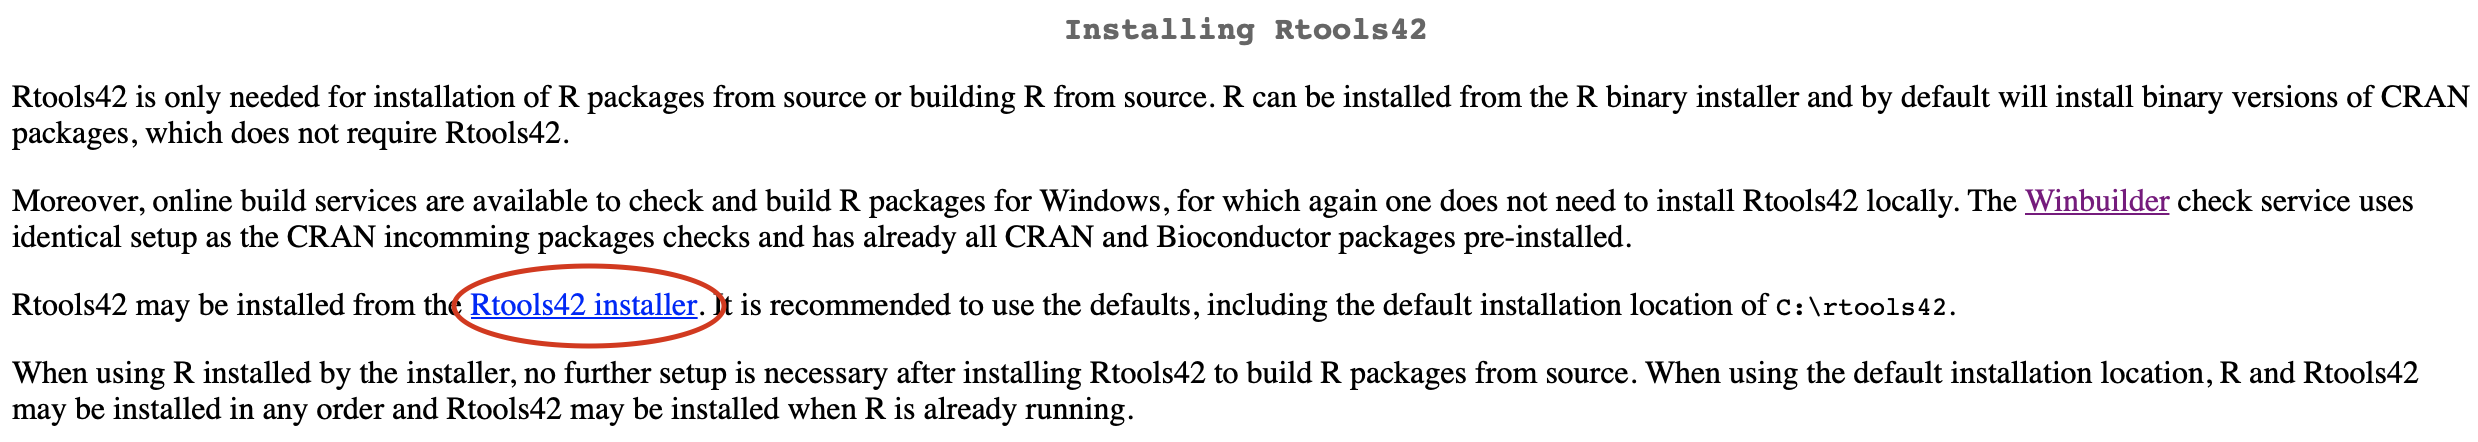 Installing Rtools42
Rtools42 is only needed for installation of R packages from source or building R from source. R can be installed from the R binary installer and by default will install binary versions of CRAN
packages, which does not require Rtools42.
Moreover, online build services are available to check and build R packages for Windows, for which again one does not need to install Rtools42 locally. The Winbuilder check service uses
identical setup as the CRAN incomming packages checks and has already all CRAN and Bioconductor packages pre-installed.
Rtools42 may be installed from the Rtools42 installer. It is recommended to use the defaults, including the default installation location of C:\rtools42.
When using R installed by the installer, no further setup is necessary after installing Rtools42 to build R packages from source. When using the default installation location, R and Rtools42
may be installed in any order and Rtools42 may be installed when R is already running.